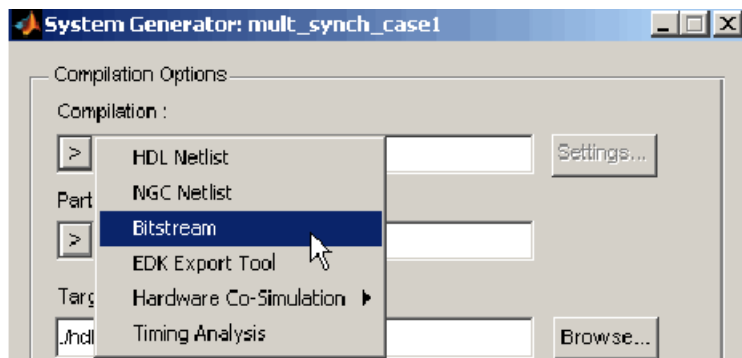 System Generator: mult_synch_case1
Compilation Options
Compilation :
>
Settings...
HDL Netlist
NGC Netlist
Part
Bitstream
>
EDK Export Tool
Targ
Hardware Co-Simulation
./hdl
Timing Analysis
Browse...